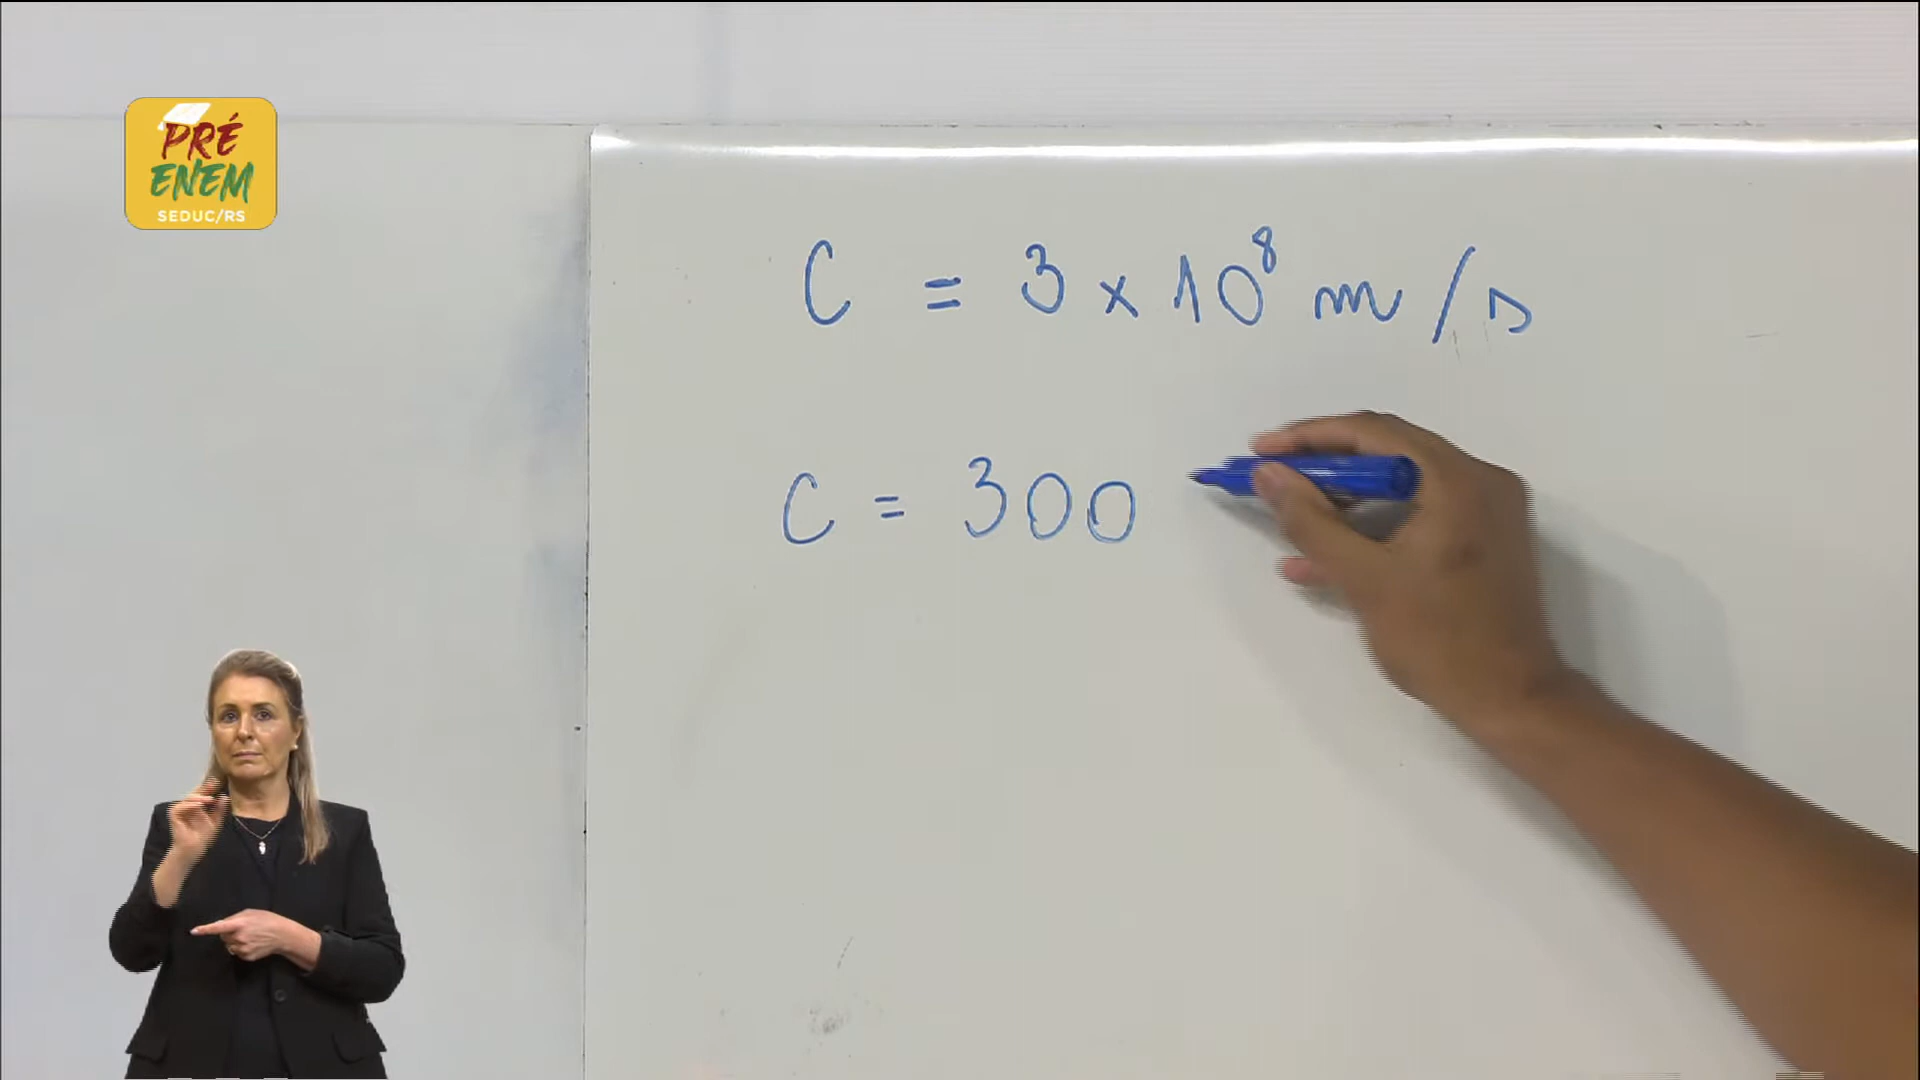 PRÉ
ENEM
SEDUC/RS
C = 3 x 10⁸ m/s
C = 300